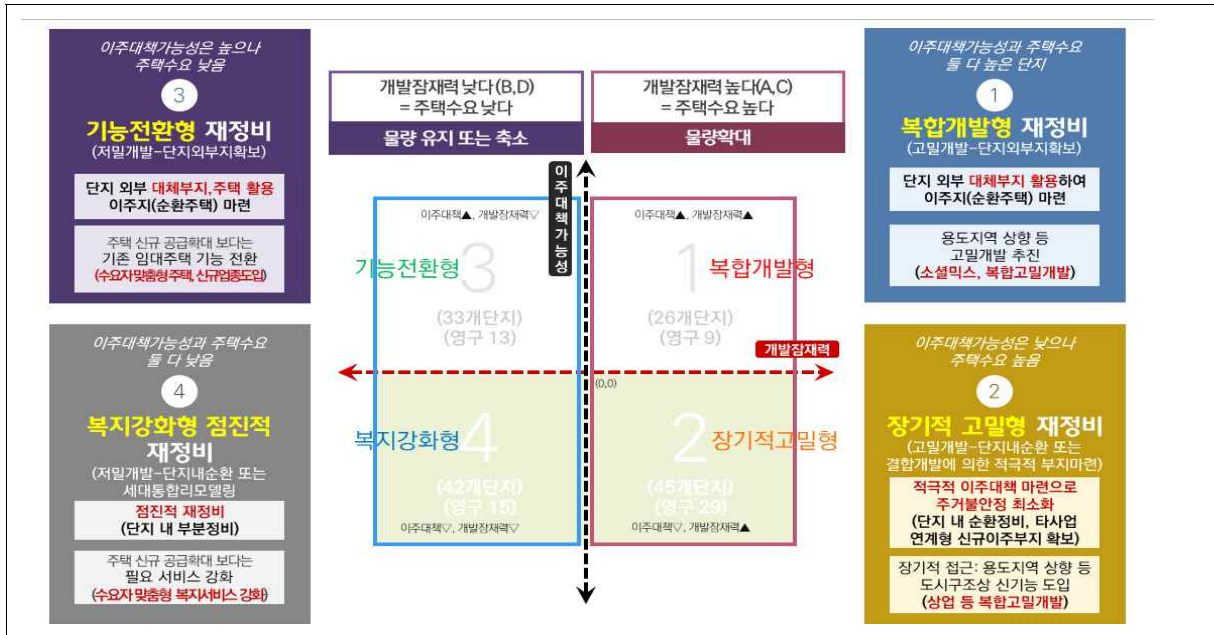 이주대책가능성은 높으나
주택수요 낮음
3
기능전환형 재정비
(저밀개발-단지외부지확보)
단지 외부 대체부지,주택 활용
이주지(순환주택) 마련
주택 신규 공급확대 보다는
기존 임대주택 기능 전환
(수요자맞춤형주택, 신규업종도입)
개발잠재력 낮다(B,D)
= 주택수요 낮다
물량 유지 또는 축소
개발잠재력 높다(A,C)
= 주택수요 높다
물량확대
이주대책가능성과 주택수요
둘 다 높은 단지
1
복합개발형 재정비
(고밀개발-단지외부지확보)
단지 외부 대체부지 활용하여
이주지(순환주택) 마련
용도지역 상향 등
고밀개발 추진
(소셜믹스, 복합고밀개발)
이주대책가능성
이주대책▲, 개발잠재력▽
3
기능전환형
(33개단지)
(영구 13)
이주대책▲, 개발잠재력▲
1
복합개발형
(26개단지)
(영구 9)
개발잠재력
(0,0)
4
복지강화형
(42개단지)
(영구 15)
이주대책▽, 개발잠재력▽
2
장기적고밀형
(45개단지)
(영구 29)
이주대책▽, 개발잠재력▲
이주대책가능성과 주택수요
둘 다 낮음
4
복지강화형 점진적
재정비
(저밀개발-단지내순환 또는
세대통합리모델링
점진적 재정비
(단지 내 부분정비)
주택 신규 공급확대 보다는
필요 서비스 강화
(수요자맞춤형 복지서비스 강화)
이주대책가능성은 낮으나
주택수요 높음
2
장기적 고밀형 재정비
(고밀개발-단지내순환 또는
결합개발에 의한 적극적 부지마련)
적극적 이주대책 마련으로
주거불안정 최소화
(단지 내 순환정비, 타사업
연계형 신규이주부지 확보)
장기적 접근: 용도지역 상향 등
도시구조상 신기능 도입
(상업 등 복합고밀개발)